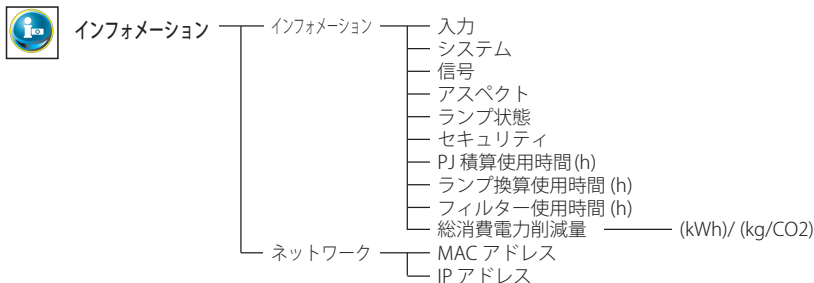 インフォメーション インフォメーション 入力
システム
信号
アスペクト
ランプ状態
セキュリティ
PJ 積算使用時間 (h)
ランプ換算使用時間 (h)
フィルター使用時間 (h)
総消費電力削減量 (kWh)/ (kg/CO2)
ネットワーク MAC アドレス
IP アドレス